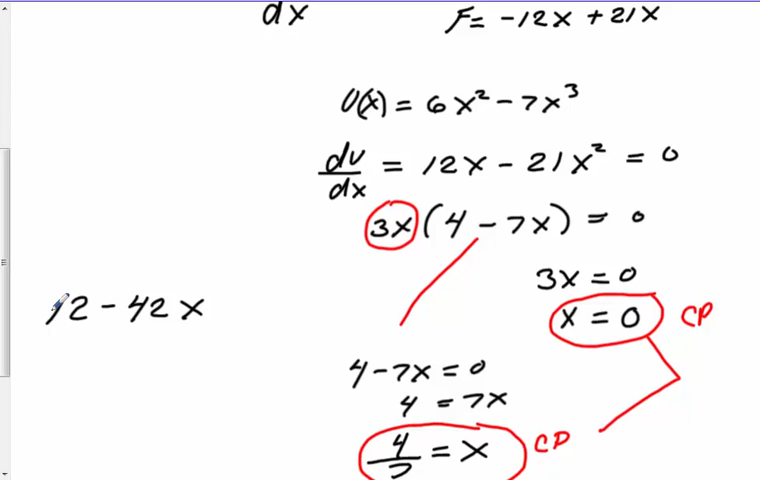 dx
F = -12x + 21x
U(x) = 6x² - 7x³
dU/dx = 12x - 21x² = 0
3x(4 - 7x) = 0
3x = 0
12 - 42x
x = 0 CP
4 - 7x = 0
4 = 7x
4/7 = x CP